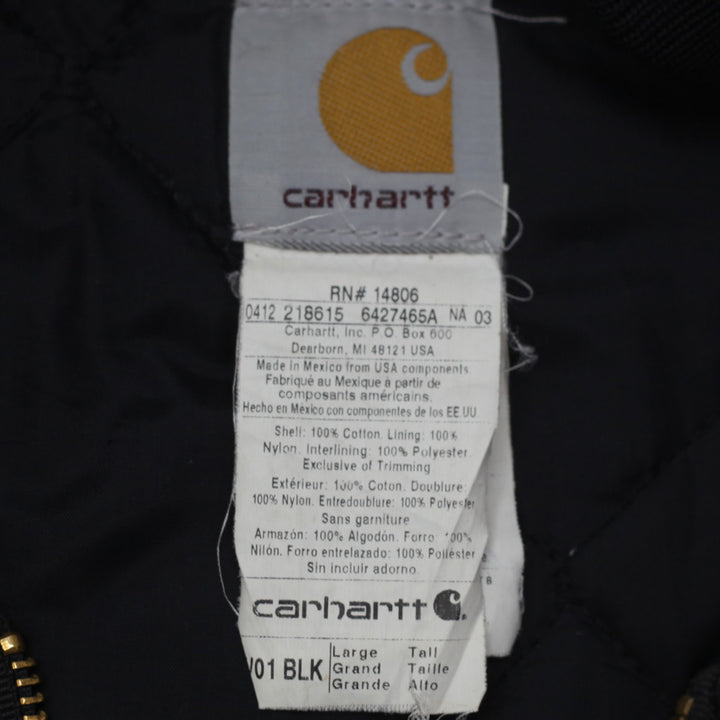 carhartt
RN# 14806
0412 218615 6427465A NA 03
Carhartt, Inc. P.O. Box 600
Dearborn, MI 48121 USA
Made in Mexico from USA components
Fabriqué au Mexique à partir de
composants américains.
Hecho en México con componentes de los EE UU
Shell: 100% Cotton. Lining: 100%
Nylon. Interlining: 100% Polyester
Exclusive of Trimming
Extérieur: 100% Coton. Doublure:
100% Nylon. Entredoublure: 100% Polyester
Sans garniture
Armazón: 100% Algodón. Forro: 100%
Nilón. Forro entrelazado: 100% Poliéster
Sin incluir adorno.
carhartt
01 BLK
Large Tall
Grand Taille
Grande Alto